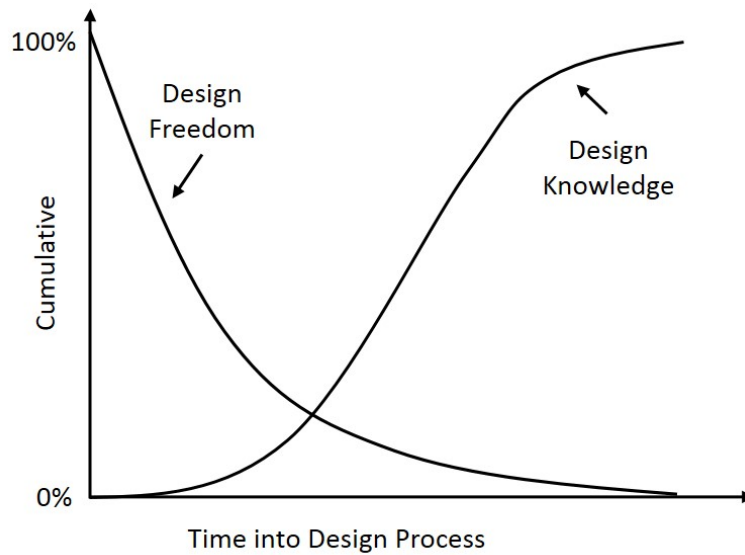 100%
Design
Freedom
Design
Knowledge
Cumulative
0%
Time into Design Process